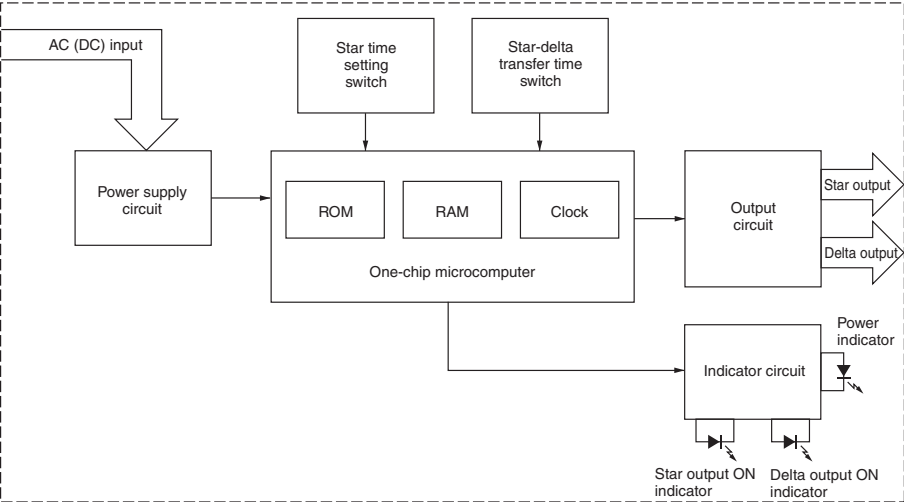 AC (DC) input
Star time
setting
switch
Star-delta
transfer time
switch
Power supply
circuit
ROM
RAM
Clock
One-chip microcomputer
Output
circuit
Star output
Delta output
Power
indicator
Indicator circuit
Star output ON
indicator
Delta output ON
indicator